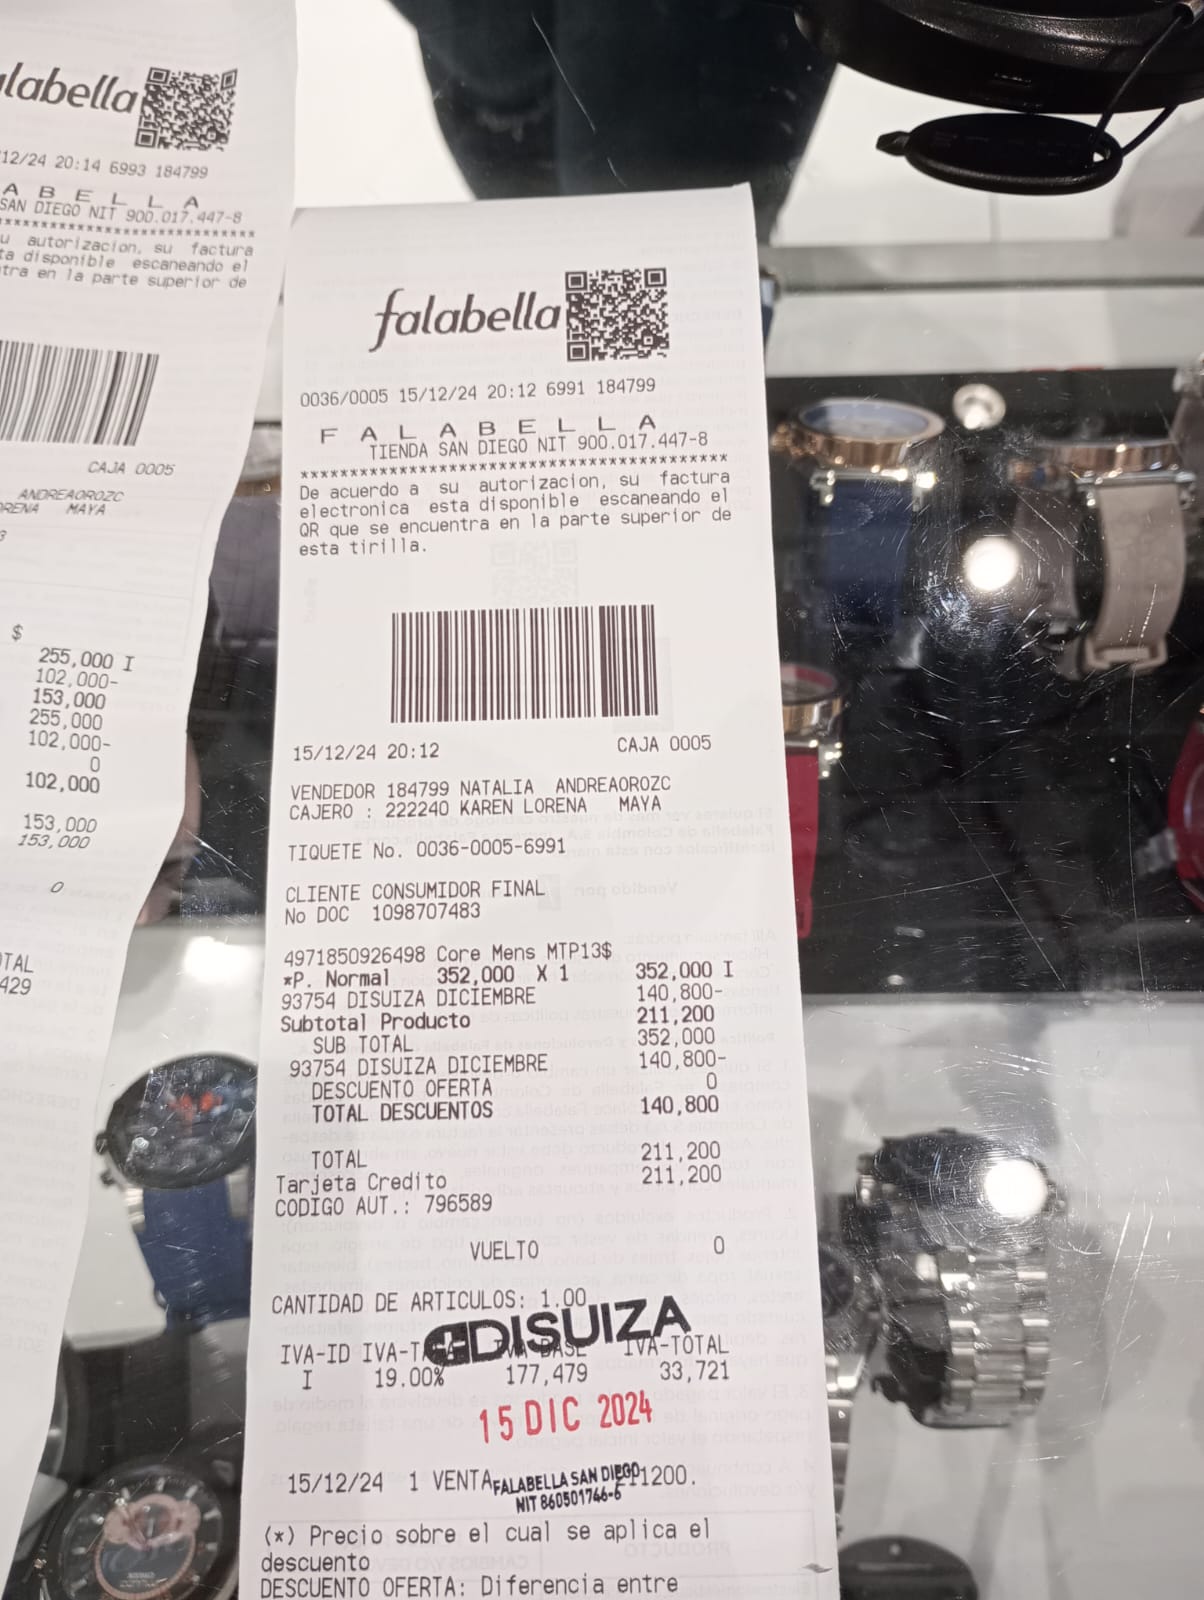 falabella
12/24 20:14 6993 184799
A B E L L A
SAN DIEGO NIT 900.017.447-8
autorizacion, su factura
disponible escaneando el
en la parte superior de
CAJA 0005
ANDREAOROZC
MAYA
$
255,000 I
102,000-
153,000
255,000
102,000-
0
102,000
153,000
153,000
0
429
falabella
0036/0005 15/12/24 20:12 6991 184799
F A L A B E L L A
TIENDA SAN DIEGO NIT 900.017.447-8
******************************************
De acuerdo a su autorizacion, su factura
electronica esta disponible escaneando el
QR que se encuentra en la parte superior de
esta tirilla.
15/12/24 20:12 CAJA 0005
VENDEDOR 184799 NATALIA ANDREAOROZC
CAJERO : 222240 KAREN LORENA MAYA
TIQUETE No. 0036-0005-6991
CLIENTE CONSUMIDOR FINAL
No DOC 1098707483
4971850926498 Core Mens MTP13$
*P. Normal 352,000 X 1 352,000 I
93754 DISUIZA DICIEMBRE 140,800-
Subtotal Producto 211,200
SUB TOTAL 352,000
93754 DISUIZA DICIEMBRE 140,800-
DESCUENTO OFERTA 0
TOTAL DESCUENTOS 140,800
TOTAL 211,200
Tarjeta Credito 211,200
CODIGO AUT.: 796589
VUELTO 0
CANTIDAD DE ARTICULOS: 1.00
DISUIZA
IVA-ID IVA-TOTAL
I 19.00% 177,479 33,721
15 DIC 2024
15/12/24 1 VENTA 211200.
FALABELLA SAN DIEGO
NIT 860501746-6
(*) Precio sobre el cual se aplica el
descuento
DESCUENTO OFERTA: Diferencia entre